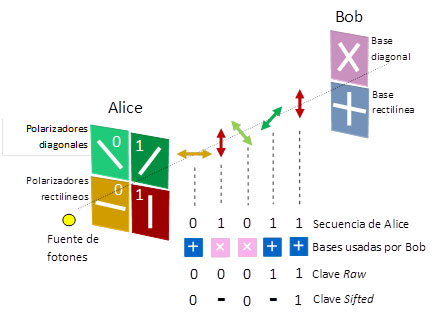 Bob
Base
diagonal
Base
rectilínea
Alice
Polarizadores
diagonales
0 1
Polarizadores
rectilíneos
0 1
Fuente de
fotones
0 1 0 1 1 Secuencia de Alice
+ × × + + Bases usadas por Bob
0 0 0 1 1 Clave Raw
0 - 0 - 1 Clave Sifted